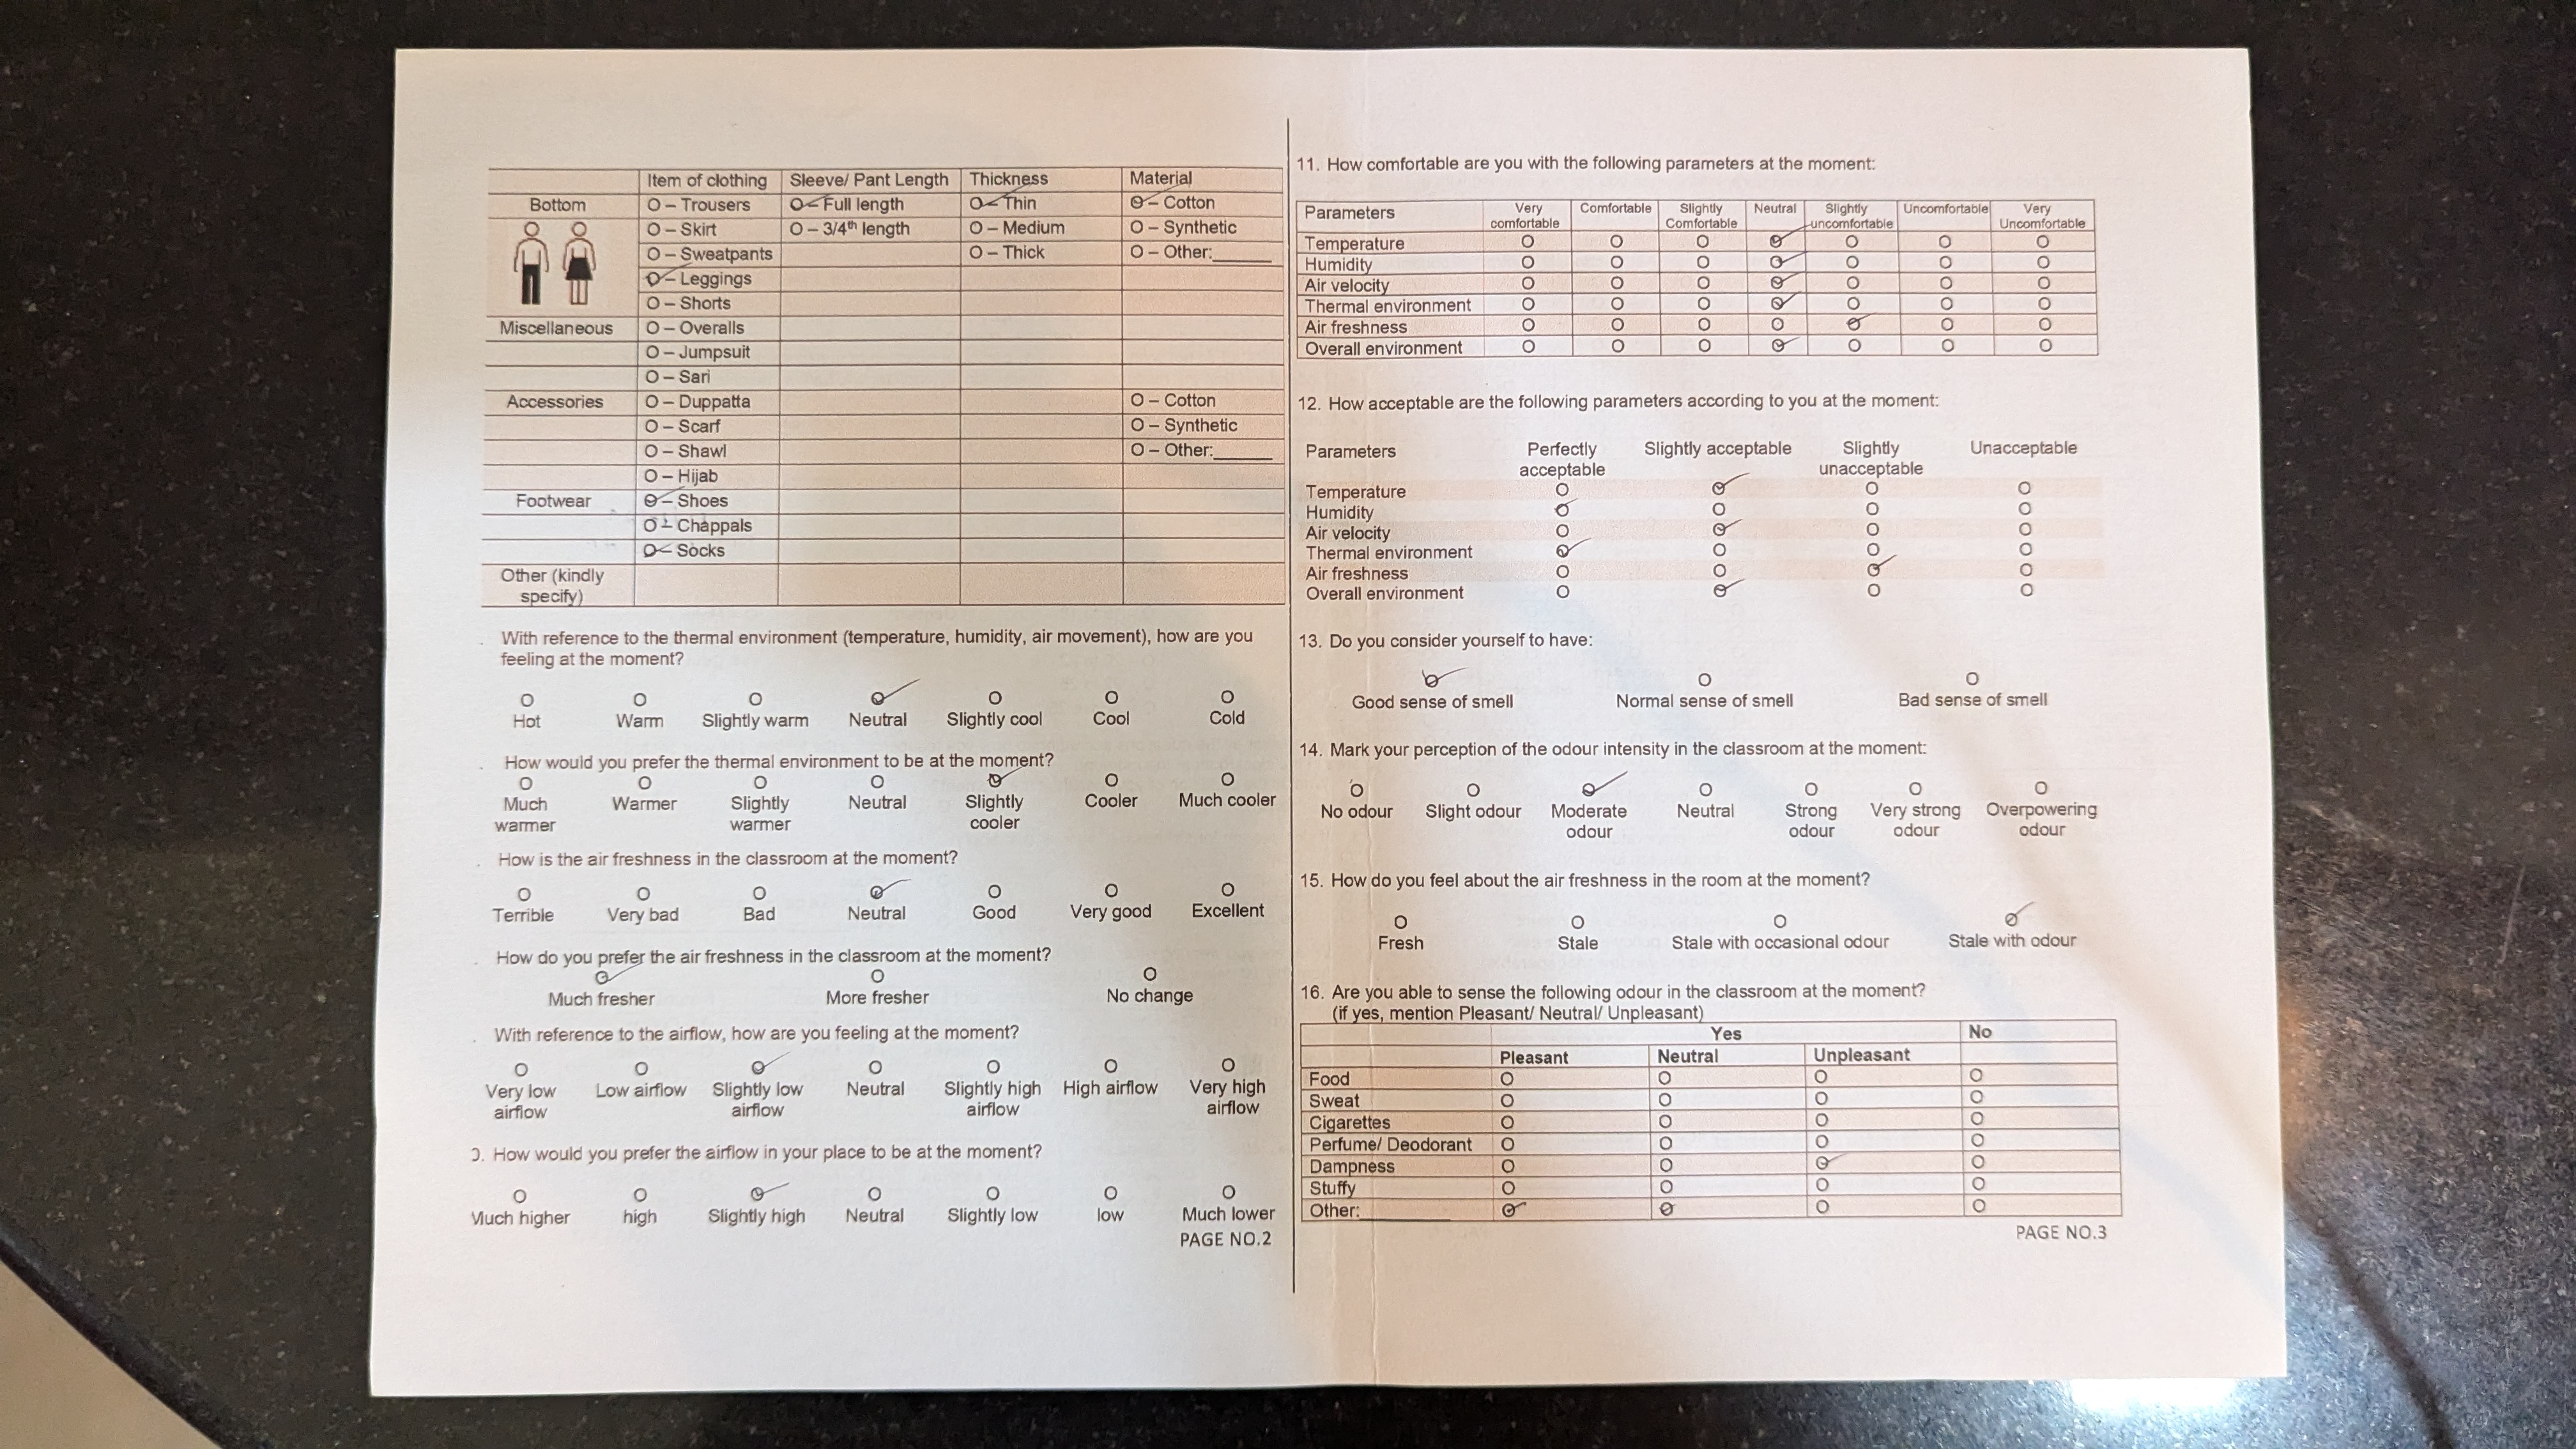 Item of clothing Sleeve/ Pant Length Thickness Material
Bottom O – Trousers O – Full length O – Thin O – Cotton
O – Skirt O – 3/4th length O – Medium O – Synthetic
O – Sweatpants O – Thick O – Other:______
O – Leggings
O – Shorts
Miscellaneous O – Overalls
O – Jumpsuit
O – Sari
Accessories O – Duppatta O – Cotton
O – Scarf O – Synthetic
O – Shawl O – Other:______
O – Hijab
Footwear O – Shoes
O – Chappals
O – Socks
Other (kindly
specify)
With reference to the thermal environment (temperature, humidity, air movement), how are you
feeling at the moment?
O O O O O O O
Hot Warm Slightly warm Neutral Slightly cool Cool Cold
How would you prefer the thermal environment to be at the moment?
O O O O O O O
Much Warmer Slightly Neutral Slightly Cooler Much cooler
warmer warmer cooler
How is the air freshness in the classroom at the moment?
O O O O O O O
Terrible Very bad Bad Neutral Good Very good Excellent
How do you prefer the air freshness in the classroom at the moment?
O O O
Much fresher More fresher No change
With reference to the airflow, how are you feeling at the moment?
O O O O O O O
Very low Low airflow Slightly low Neutral Slightly high High airflow Very high
airflow airflow airflow airflow
0. How would you prefer the airflow in your place to be at the moment?
O O O O O O O
Much higher high Slightly high Neutral Slightly low low Much lower
PAGE NO.2
11. How comfortable are you with the following parameters at the moment:
Parameters Very Comfortable Slightly Neutral Slightly Uncomfortable Very
comfortable Comfortable uncomfortable Uncomfortable
Temperature O O O O O O O
Humidity O O O O O O O
Air velocity O O O O O O O
Thermal environment O O O O O O O
Air freshness O O O O O O O
Overall environment O O O O O O O
12. How acceptable are the following parameters according to you at the moment:
Parameters Perfectly Slightly acceptable Slightly Unacceptable
acceptable unacceptable
Temperature O O O O
Humidity O O O O
Air velocity O O O O
Thermal environment O O O O
Air freshness O O O O
Overall environment O O O O
13. Do you consider yourself to have:
O O O
Good sense of smell Normal sense of smell Bad sense of smell
14. Mark your perception of the odour intensity in the classroom at the moment:
O O O O O O O
No odour Slight odour Moderate Neutral Strong Very strong Overpowering
odour odour odour odour
15. How do you feel about the air freshness in the room at the moment?
O O O O
Fresh Stale Stale with occasional odour Stale with odour
16. Are you able to sense the following odour in the classroom at the moment?
(if yes, mention Pleasant/ Neutral/ Unpleasant)
Yes No
Pleasant Neutral Unpleasant
Food O O O O
Sweat O O O O
Cigarettes O O O O
Perfume/ Deodorant O O O O
Dampness O O O O
Stuffy O O O O
Other:__________ O O O O
PAGE NO.3